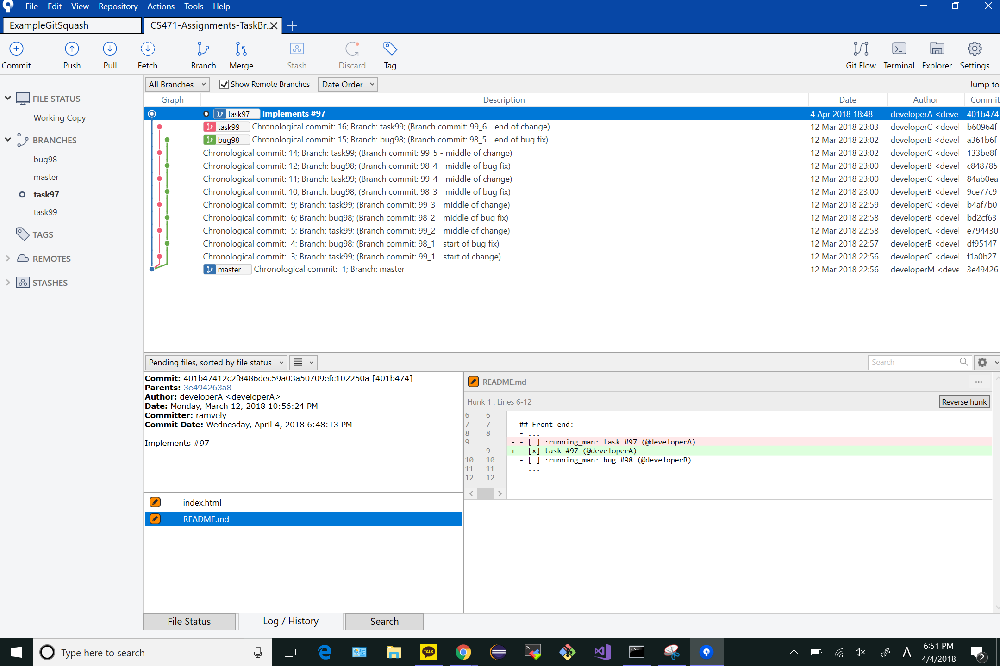 File Edit View Repository Actions Tools Help
ExampleGitSquash CS471-Assignments-TaskBr...
Commit Push Pull Fetch Branch Merge Stash Discard Tag Git Flow Terminal Explorer Settings
All Branches Show Remote Branches Date Order Jump to
FILE STATUS
Working Copy
BRANCHES
bug98
master
task97
task99
TAGS
REMOTES
STASHES
Graph Description Date Author Commit
task97 Implements #97 4 Apr 2018 18:48 developerA <deve 401b474
task99 Chronological commit: 16; Branch: task99; (Branch commit: 99_6 - end of change) 12 Mar 2018 23:03 developerC <devel b60964f
bug98 Chronological commit: 15; Branch: bug98; (Branch commit: 98_5 - end of bug fix) 12 Mar 2018 23:02 developerB <devel a361b6f
Chronological commit: 14; Branch: task99; (Branch commit: 99_5 - middle of change) 12 Mar 2018 23:02 developerC <devel 133be8f
Chronological commit: 12; Branch: bug98; (Branch commit: 98_4 - middle of bug fix) 12 Mar 2018 23:00 developerB <devel c848785
Chronological commit: 11; Branch: task99; (Branch commit: 99_4 - middle of change) 12 Mar 2018 23:00 developerC <devel 84ab0ea
Chronological commit: 10; Branch: bug98; (Branch commit: 98_3 - middle of bug fix) 12 Mar 2018 23:00 developerB <devel 9ce77c9
Chronological commit:  9; Branch: task99; (Branch commit: 99_3 - middle of change) 12 Mar 2018 22:59 developerC <devel b4af7b0
Chronological commit:  6; Branch: bug98; (Branch commit: 98_2 - middle of bug fix) 12 Mar 2018 22:58 developerB <devel bd2cf63
Chronological commit:  5; Branch: task99; (Branch commit: 99_2 - middle of change) 12 Mar 2018 22:58 developerC <devel e794430
Chronological commit:  4; Branch: bug98; (Branch commit: 98_1 - start of bug fix) 12 Mar 2018 22:57 developerB <devel df95147
Chronological commit:  3; Branch: task99; (Branch commit: 99_1 - start of change) 12 Mar 2018 22:56 developerC <devel f1a0b27
master Chronological commit:  1; Branch: master 12 Mar 2018 22:56 developerM <deve 3e49426
Pending files, sorted by file status Search
Commit: 401b47412c2f8486dec59a03a50709efc102250a [401b474]
Parents: 3e494263a8
Author: developerA <developerA>
Date: Monday, March 12, 2018 10:56:24 PM
Committer: ramvely
Commit Date: Wednesday, April 4, 2018 6:48:13 PM
Implements #97
index.html
README.md
README.md ...
Hunk 1 : Lines 6-12 Reverse hunk
6 6
7 7 ## Front end:
8 8 - ...
9 - - [ ] :running_man: task #97 (@developerA)
9 + - [x] task #97 (@developerA)
10 10 - [ ] :running_man: bug #98 (@developerB)
11 11 - ...
12 12
File Status Log / History Search
Type here to search TALK A 6:51 PM
4/4/2018 2